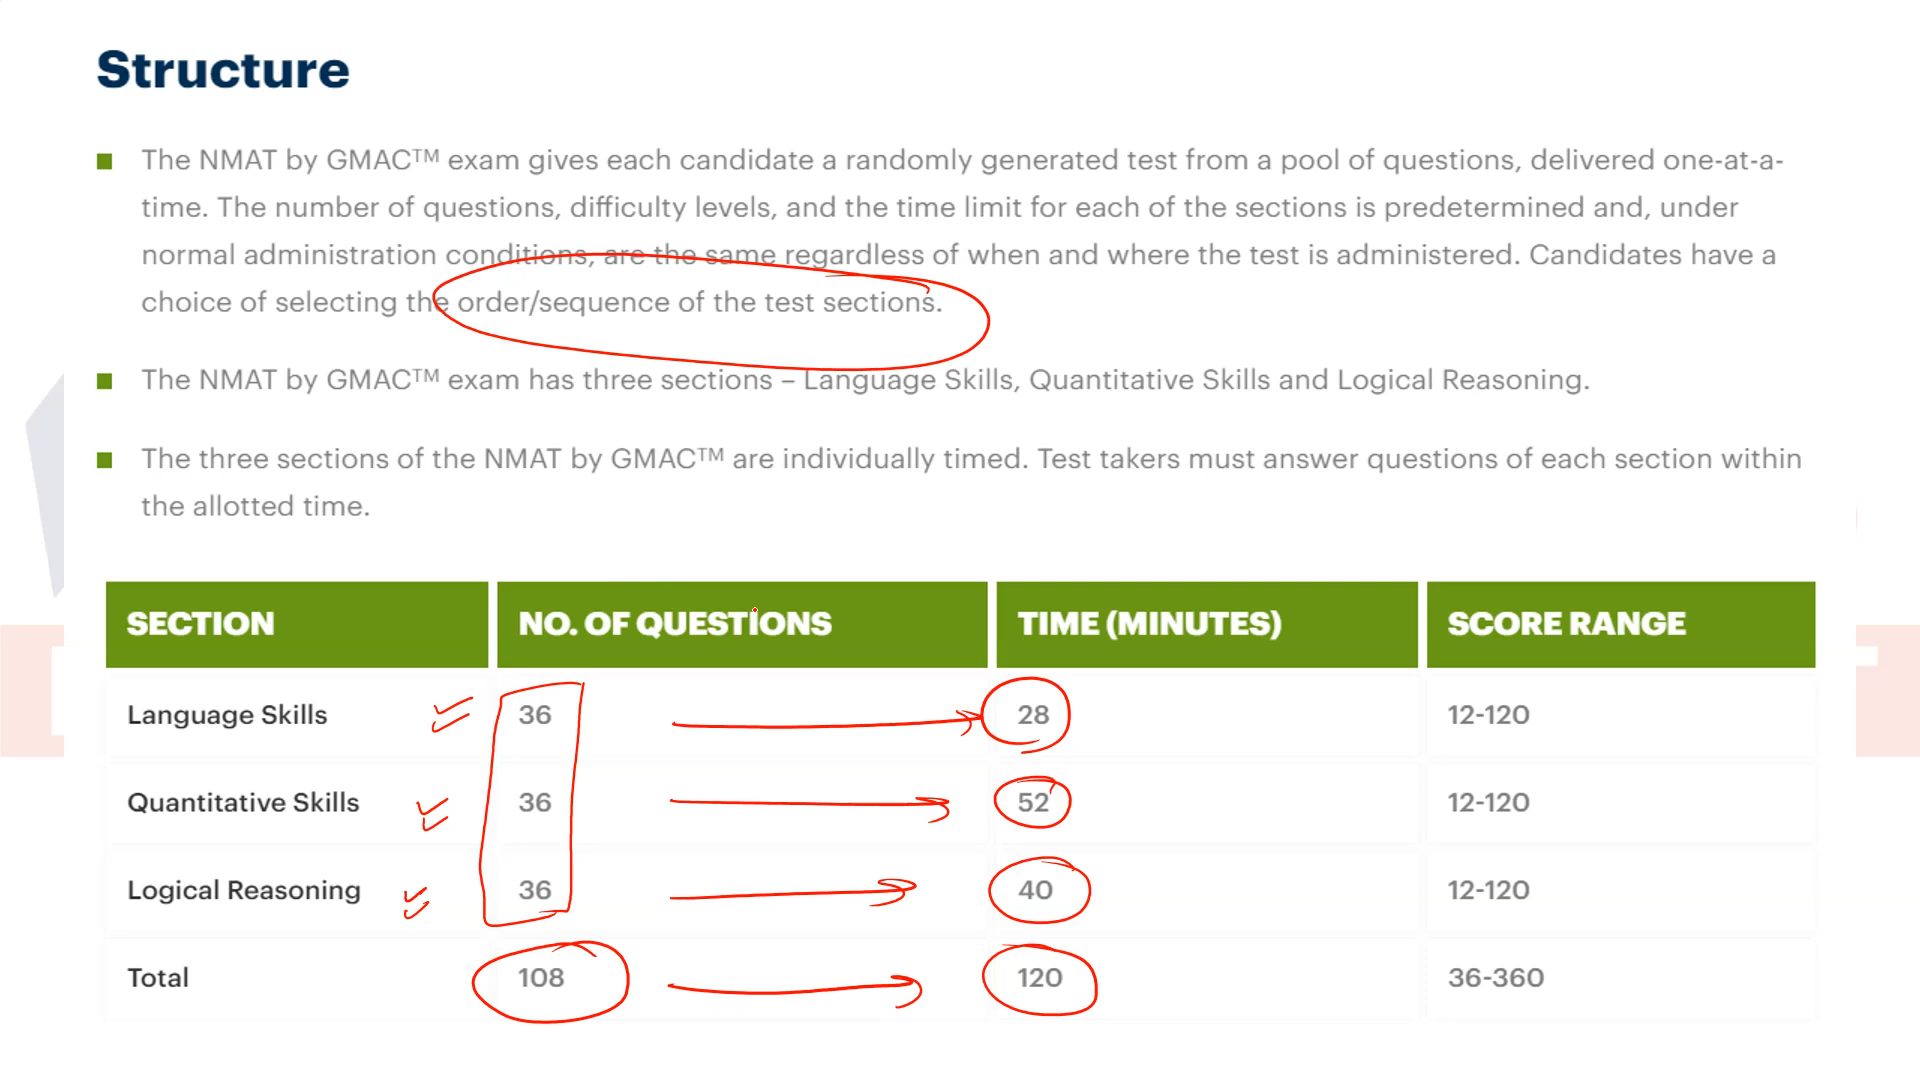 Structure
The NMAT by GMAC™ exam gives each candidate a randomly generated test from a pool of questions, delivered one-at-a-
time. The number of questions, difficulty levels, and the time limit for each of the sections is predetermined and, under
normal administration conditions, are the same regardless of when and where the test is administered. Candidates have a
choice of selecting the order/sequence of the test sections.
The NMAT by GMAC™ exam has three sections – Language Skills, Quantitative Skills and Logical Reasoning.
The three sections of the NMAT by GMAC™ are individually timed. Test takers must answer questions of each section within
the allotted time.
SECTION NO. OF QUESTIONS TIME (MINUTES) SCORE RANGE
Language Skills 36 28 12-120
Quantitative Skills 36 52 12-120
Logical Reasoning 36 40 12-120
Total 108 120 36-360